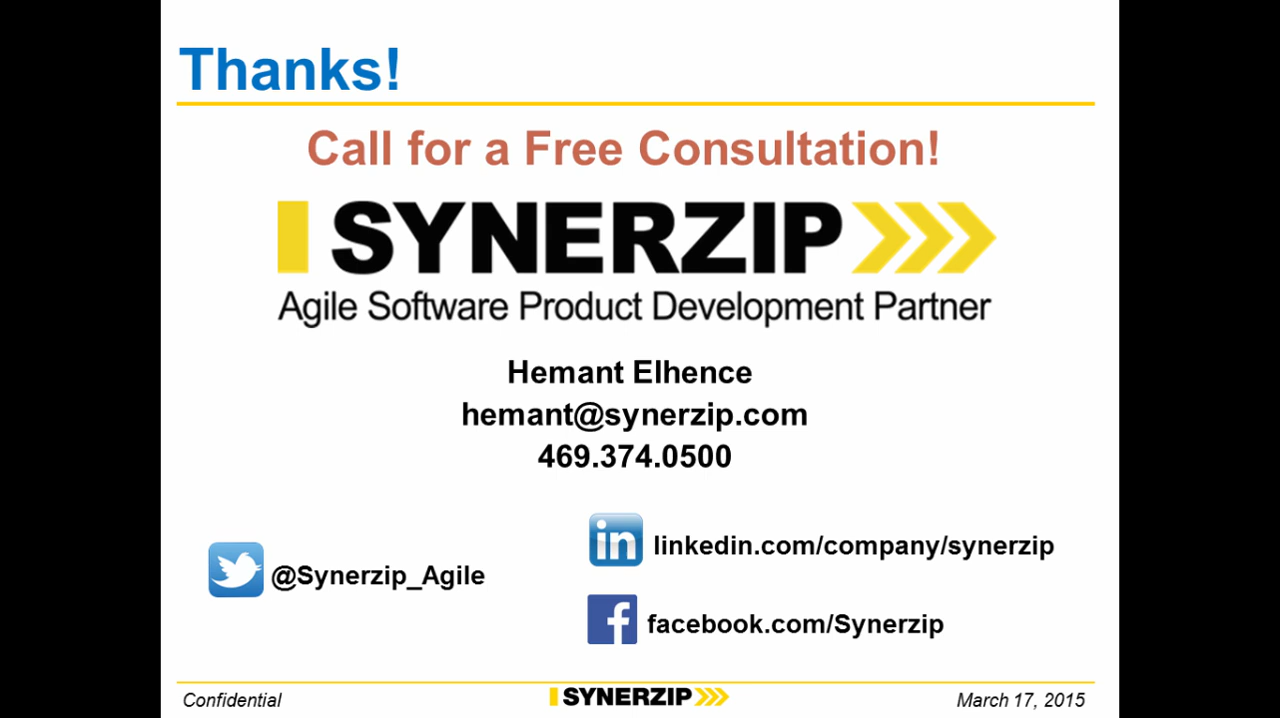 Thanks!
Call for a Free Consultation!
SYNERZIP
Agile Software Product Development Partner
Hemant Elhence
hemant@synerzip.com
469.374.0500
in linkedin.com/company/synerzip
@Synerzip_Agile
f facebook.com/Synerzip
Confidential SYNERZIP March 17, 2015